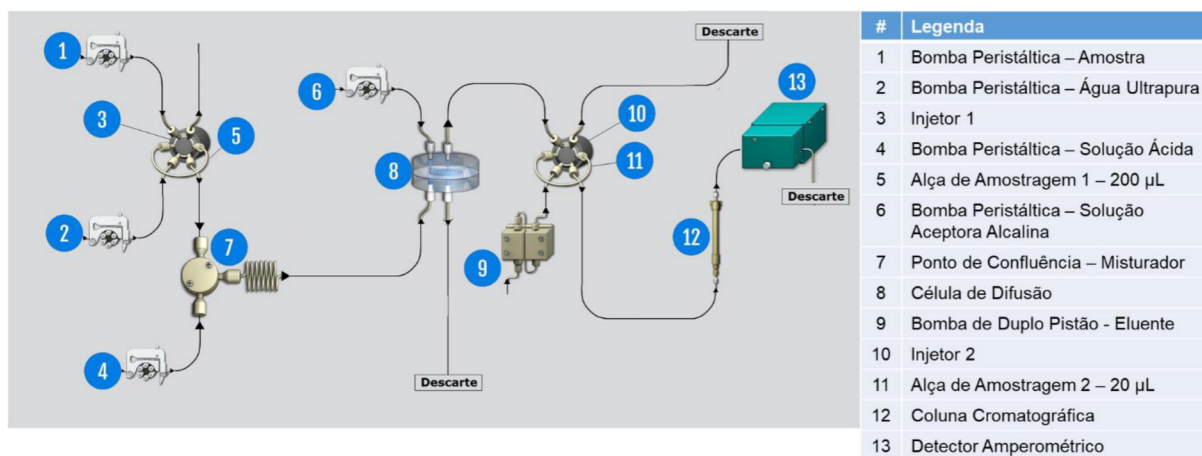 1
2
3
4
5
6
7
8
9
10
11
12
13
Descarte
Descarte
Descarte
# Legenda
1 Bomba Peristáltica – Amostra
2 Bomba Peristáltica – Água Ultrapura
3 Injetor 1
4 Bomba Peristáltica – Solução Ácida
5 Alça de Amostragem 1 – 200 µL
6 Bomba Peristáltica – Solução
Aceptora Alcalina
7 Ponto de Confluência – Misturador
8 Célula de Difusão
9 Bomba de Duplo Pistão - Eluente
10 Injetor 2
11 Alça de Amostragem 2 – 20 µL
12 Coluna Cromatográfica
13 Detector Amperométrico